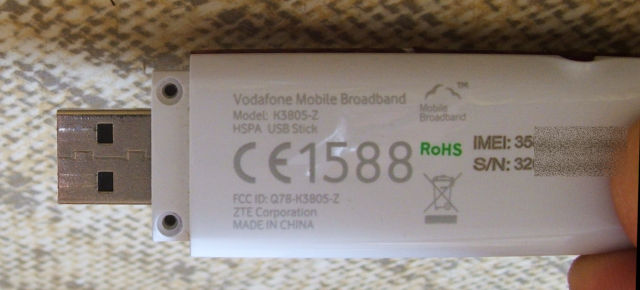 Vodafone Mobile Broadband
Model: K3805-Z
HSPA USB Stick
CE1588
FCC ID: Q78-K3805-Z
ZTE Corporation
MADE IN CHINA
TM
Mobile
Broadband
RoHS
IMEI: 35
S/N: 32